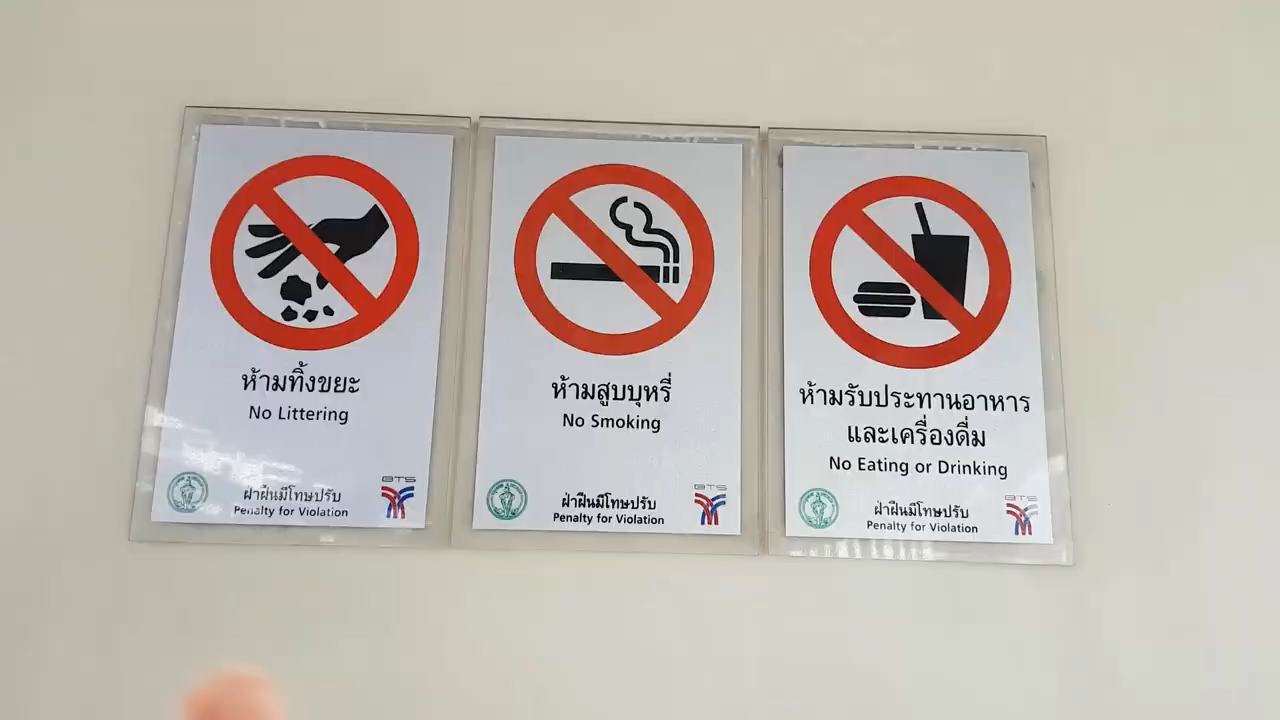 ห้ามทิ้งขยะ
No Littering
BTS
ฝ่าฝืนมีโทษปรับ
Penalty for Violation
ห้ามสูบบุหรี่
No Smoking
BTS
ฝ่าฝืนมีโทษปรับ
Penalty for Violation
ห้ามรับประทานอาหาร
และเครื่องดื่ม
No Eating or Drinking
BTS
ฝ่าฝืนมีโทษปรับ
Penalty for Violation